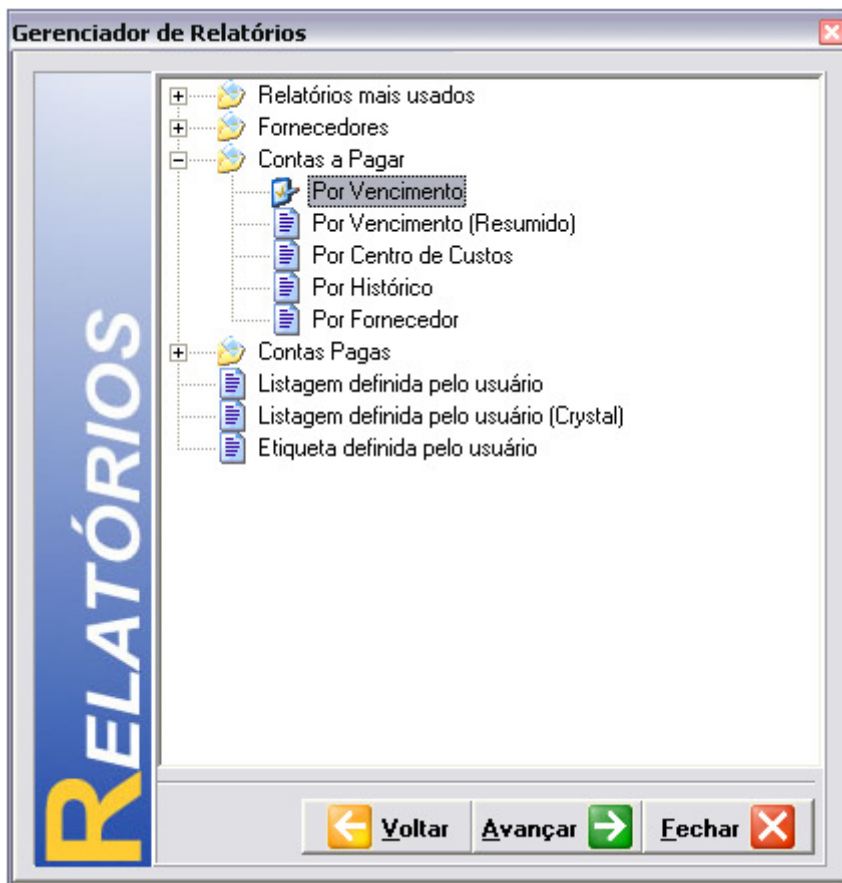 Gerenciador de Relatórios
RELATÓRIOS
Relatórios mais usados
Fornecedores
Contas a Pagar
Por Vencimento
Por Vencimento (Resumido)
Por Centro de Custos
Por Histórico
Por Fornecedor
Contas Pagas
Listagem definida pelo usuário
Listagem definida pelo usuário (Crystal)
Etiqueta definida pelo usuário
Voltar Avançar Fechar